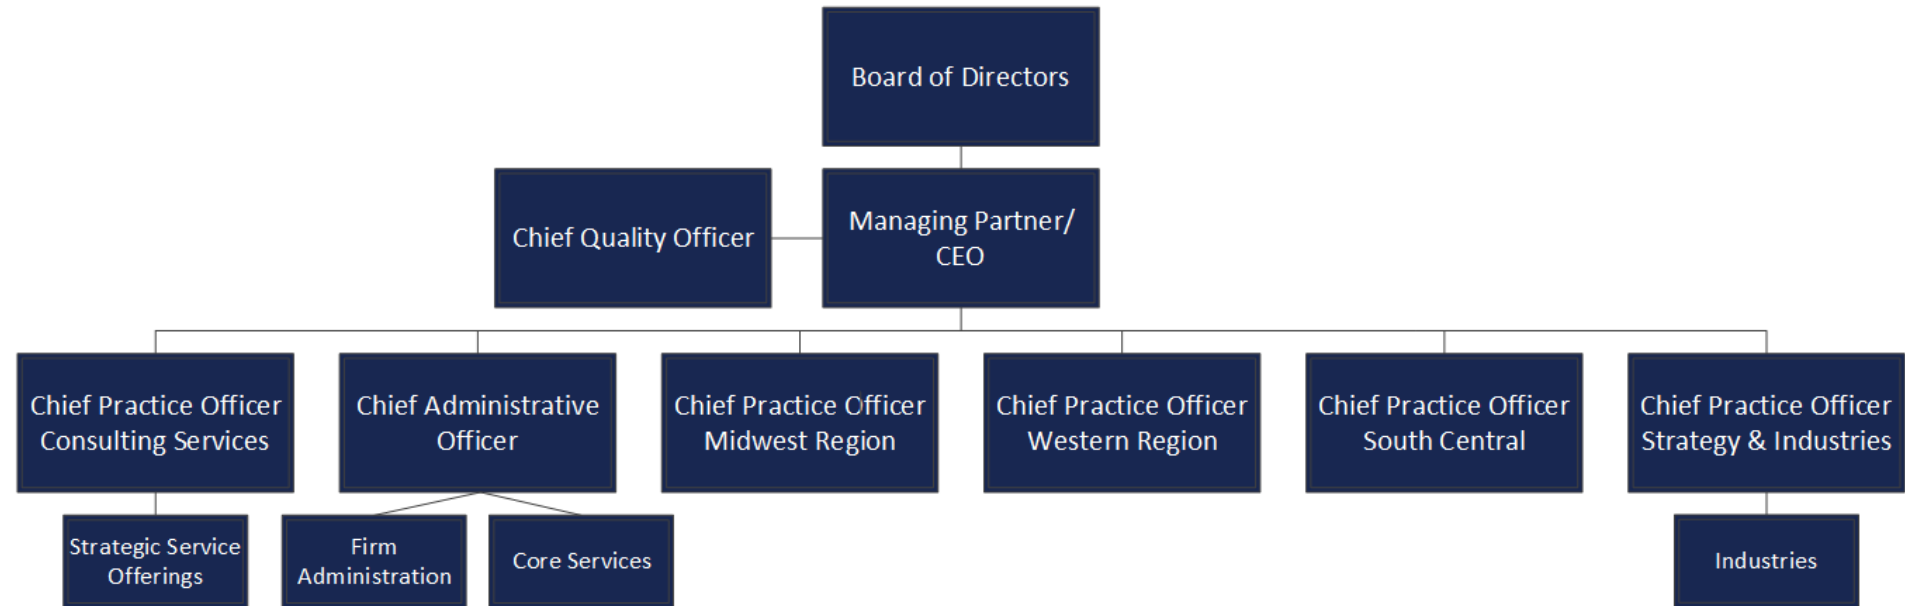 Board of Directors
Chief Quality Officer
Managing Partner/
CEO
Chief Practice Officer
Consulting Services
Chief Administrative
Officer
Chief Practice Officer
Midwest Region
Chief Practice Officer
Western Region
Chief Practice Officer
South Central
Chief Practice Officer
Strategy & Industries
Strategic Service
Offerings
Firm
Administration
Core Services
Industries